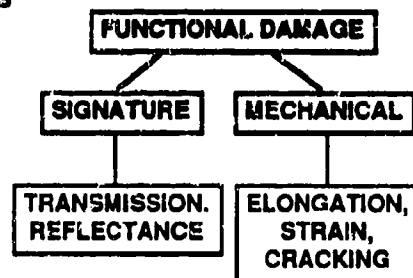 FUNCTIONAL DAMAGE
SIGNATURE
MECHANICAL
TRANSMISSION.
REFLECTANCE
ELONGATION,
STRAIN,
CRACKING